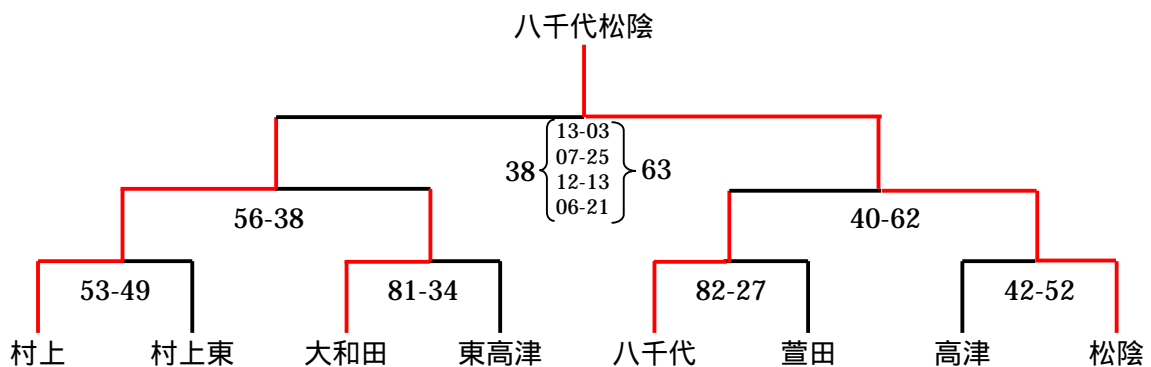 八千代松陰
13-03
07-25
12-13
06-21
38
63
56-38
40-62
53-49
81-34
82-27
42-52
村上
村上東
大和田
東高津
八千代
萱田
高津
松陰